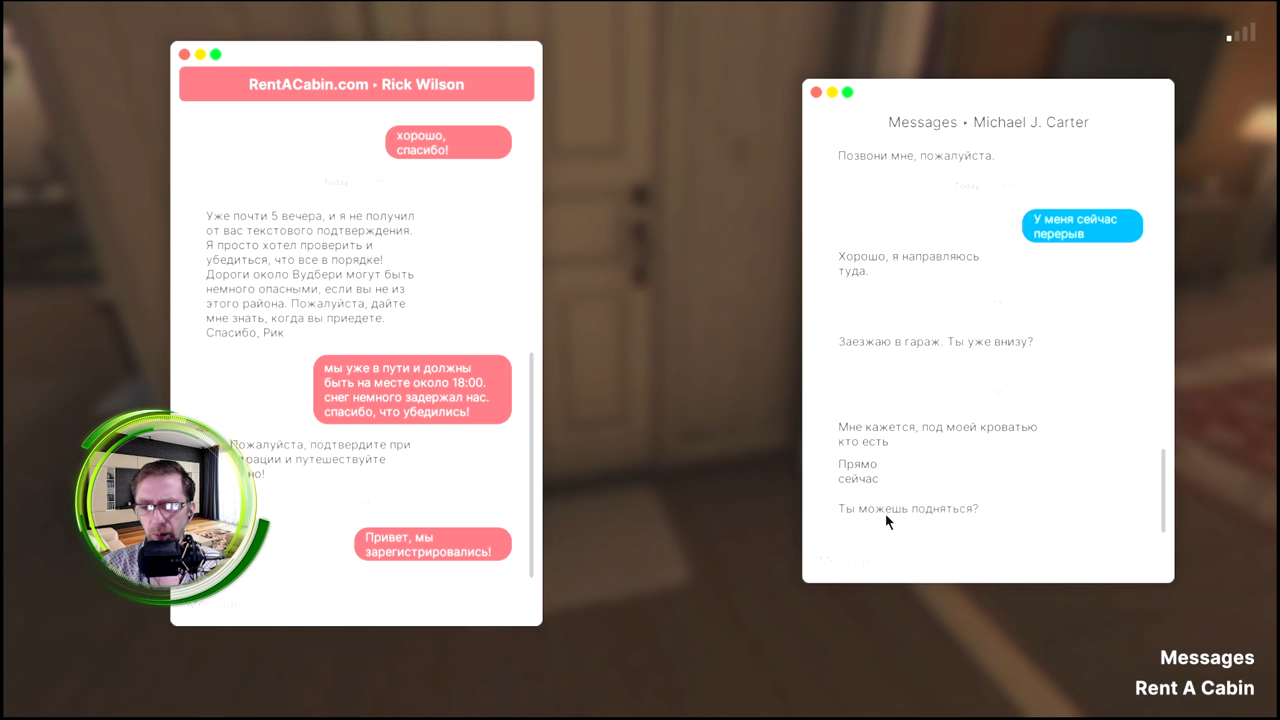 RentACabin.com ‣ Rick Wilson
хорошо,
спасибо!
Today
Уже почти 5 вечера, и я не получил
от вас текстового подтверждения.
Я просто хотел проверить и
убедиться, что все в порядке!
Дороги около Вудбери могут быть
немного опасными, если вы не из
этого района. Пожалуйста, дайте
мне знать, когда вы приедете.
Спасибо, Рик
мы уже в пути и должны
быть на месте около 18:00.
снег немного задержал нас.
спасибо, что убедились!
Пожалуйста, подтвердите при
и путешествуйте
Привет, мы
зарегистрировались!
Messages ‣ Michael J. Carter
Позвони мне, пожалуйста.
Today
У меня сейчас
перерыв
Хорошо, я направляюсь
туда.
Заезжаю в гараж. Ты уже внизу?
Мне кажется, под моей кроватью
кто есть
Прямо
сейчас
Ты можешь подняться?
Messages
Rent A Cabin